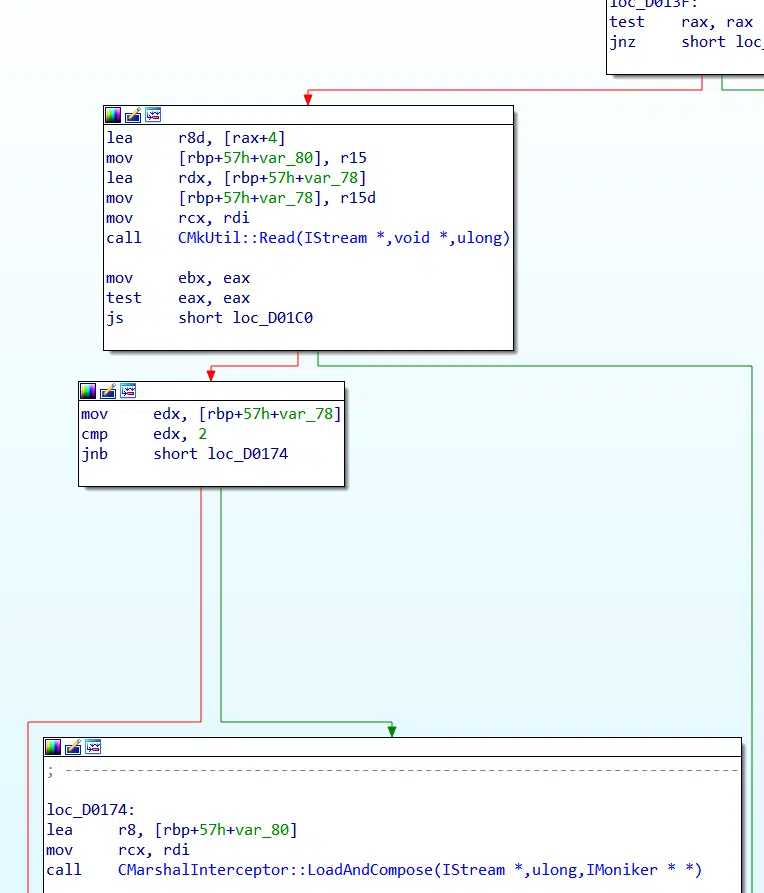 loc_D013F:
test rax, rax
jnz short loc_
lea r8d, [rax+4]
mov [rbp+57h+var_80], r15
lea rdx, [rbp+57h+var_78]
mov [rbp+57h+var_78], r15d
mov rcx, rdi
call CMkUtil::Read(IStream *,void *,ulong)
mov ebx, eax
test eax, eax
js short loc_D01C0
mov edx, [rbp+57h+var_78]
cmp edx, 2
jnb short loc_D0174
; ---------------------------------------------------------------------------
loc_D0174:
lea r8, [rbp+57h+var_80]
mov rcx, rdi
call CMarshalInterceptor::LoadAndCompose(IStream *,ulong,IMoniker * *)